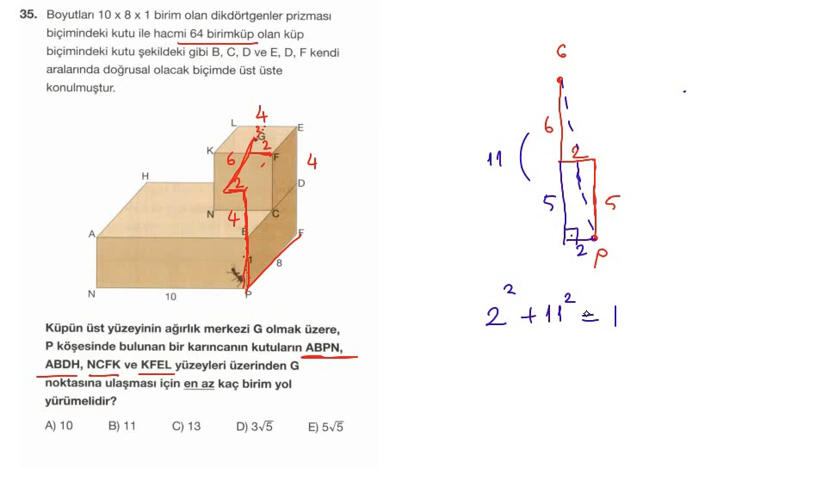 35. Boyutları 10 x 8 x 1 birim olan dikdörtgenler prizması
biçimindeki kutu ile hacmi 64 birimküp olan küp
biçimindeki kutu şekildeki gibi B, C, D ve E, D, F kendi
aralarında doğrusal olacak biçimde üst üste
konulmuştur.
4
L
E
G
2
K
6
2
F
4
H
2
D
N
4
C
A
B
F
1
8
N
10
P
Küpün üst yüzeyinin ağırlık merkezi G olmak üzere,
P köşesinde bulunan bir karıncanın kutuların ABPN,
ABDH, NCFK ve KFEL yüzeyleri üzerinden G
noktasına ulaşması için en az kaç birim yol
yürümelidir?
A) 10 B) 11 C) 13 D) 3√5 E) 5√5
G
6
11
2
5
5
2
P
2² + 11² = 1